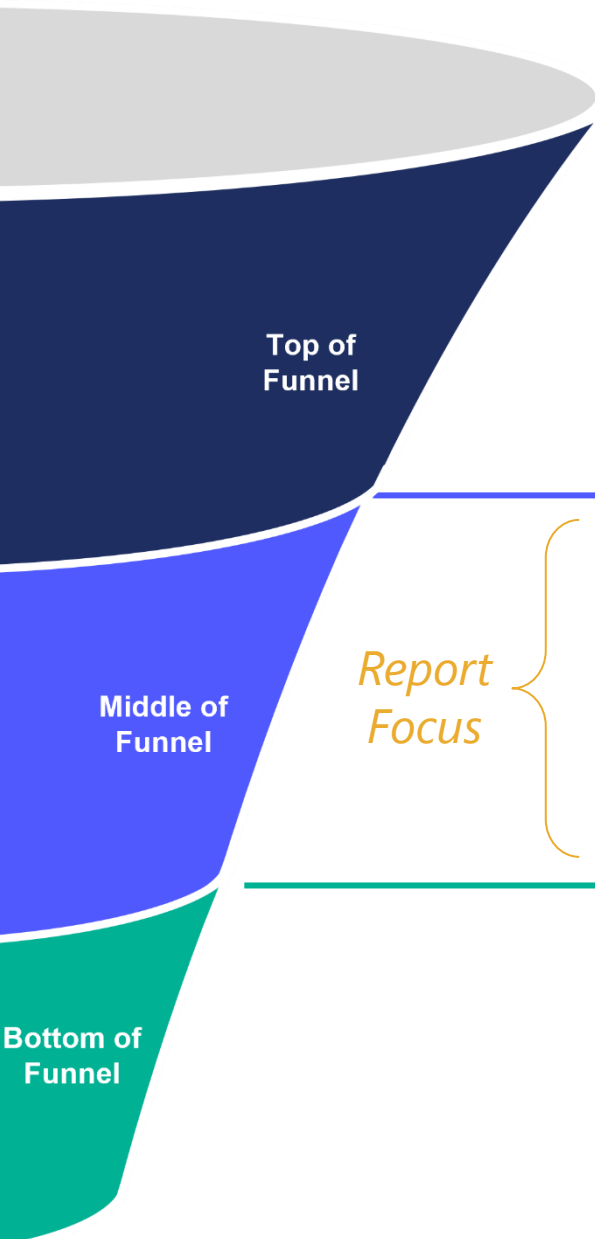 Top of
Funnel
Report
Focus
Middle of
Funnel
Bottom of
Funnel